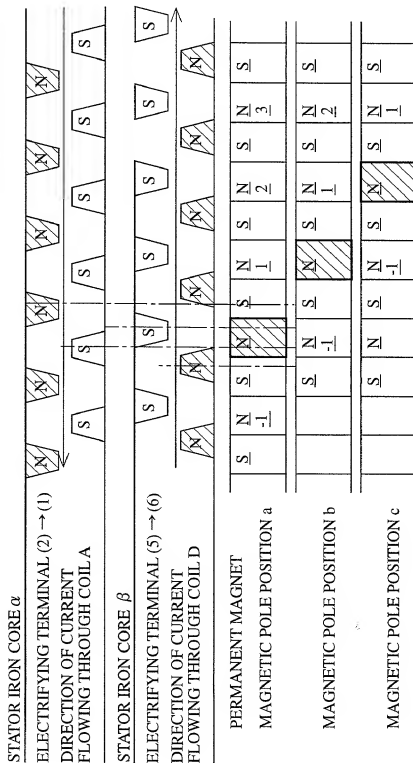 STATOR IRON CORE α
N N N N N N
ELECTRIFYING TERMINAL (2) → (1)
DIRECTION OF CURRENT
FLOWING THROUGH COIL A
S S S S S S
STATOR IRON CORE β
S S S S S S
ELECTRIFYING TERMINAL (5) → (6)
DIRECTION OF CURRENT
FLOWING THROUGH COIL D
N N N N N N
PERMANENT MAGNET
MAGNETIC POLE POSITION a
S N S N S N S N S N S
-1 1 2 3
MAGNETIC POLE POSITION b
S N S N S N S N S
-1 1 2
MAGNETIC POLE POSITION c
S N S N S N S N S
-1 1